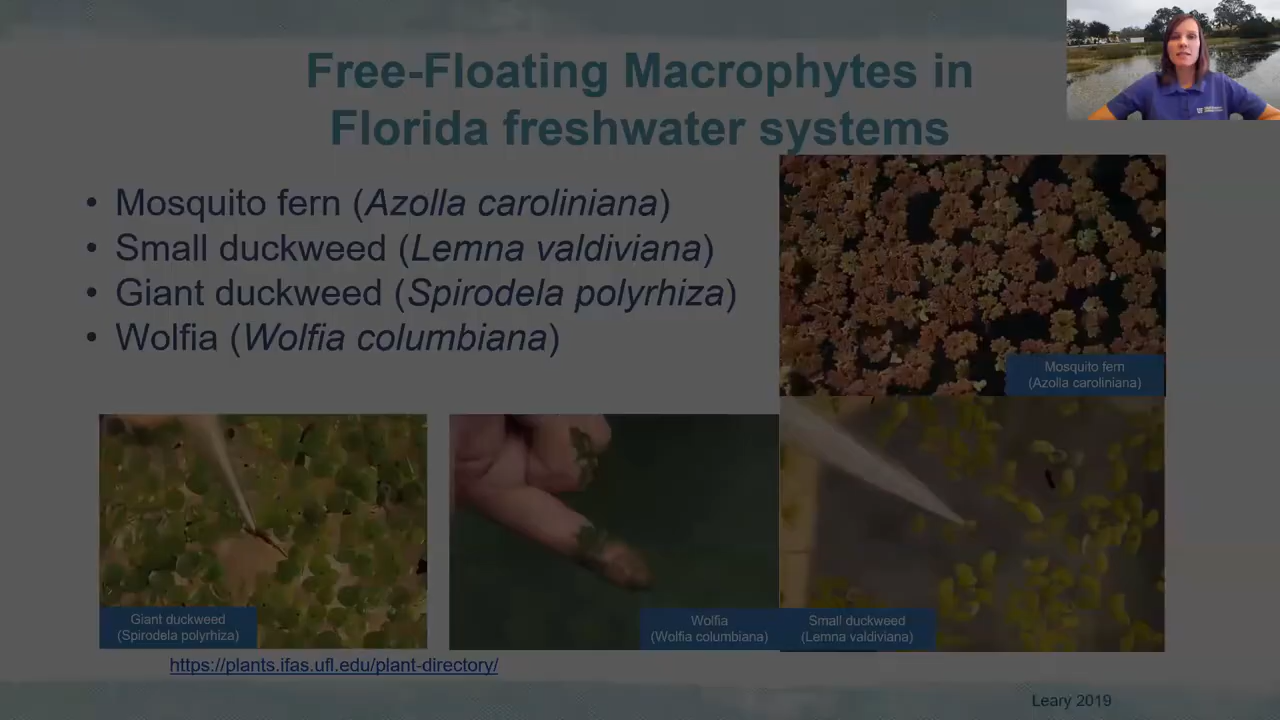 Free-Floating Macrophytes in
Florida freshwater systems
• Mosquito fern (Azolla caroliniana)
• Small duckweed (Lemna valdiviana)
• Giant duckweed (Spirodela polyrhiza)
• Wolfia (Wolfia columbiana)
Mosquito fern
(Azolla caroliniana)
Giant duckweed
(Spirodela polyrhiza)
Wolfia
(Wolfia columbiana)
Small duckweed
(Lemna valdiviana)
https://plants.ifas.ufl.edu/plant-directory/
Leary 2019